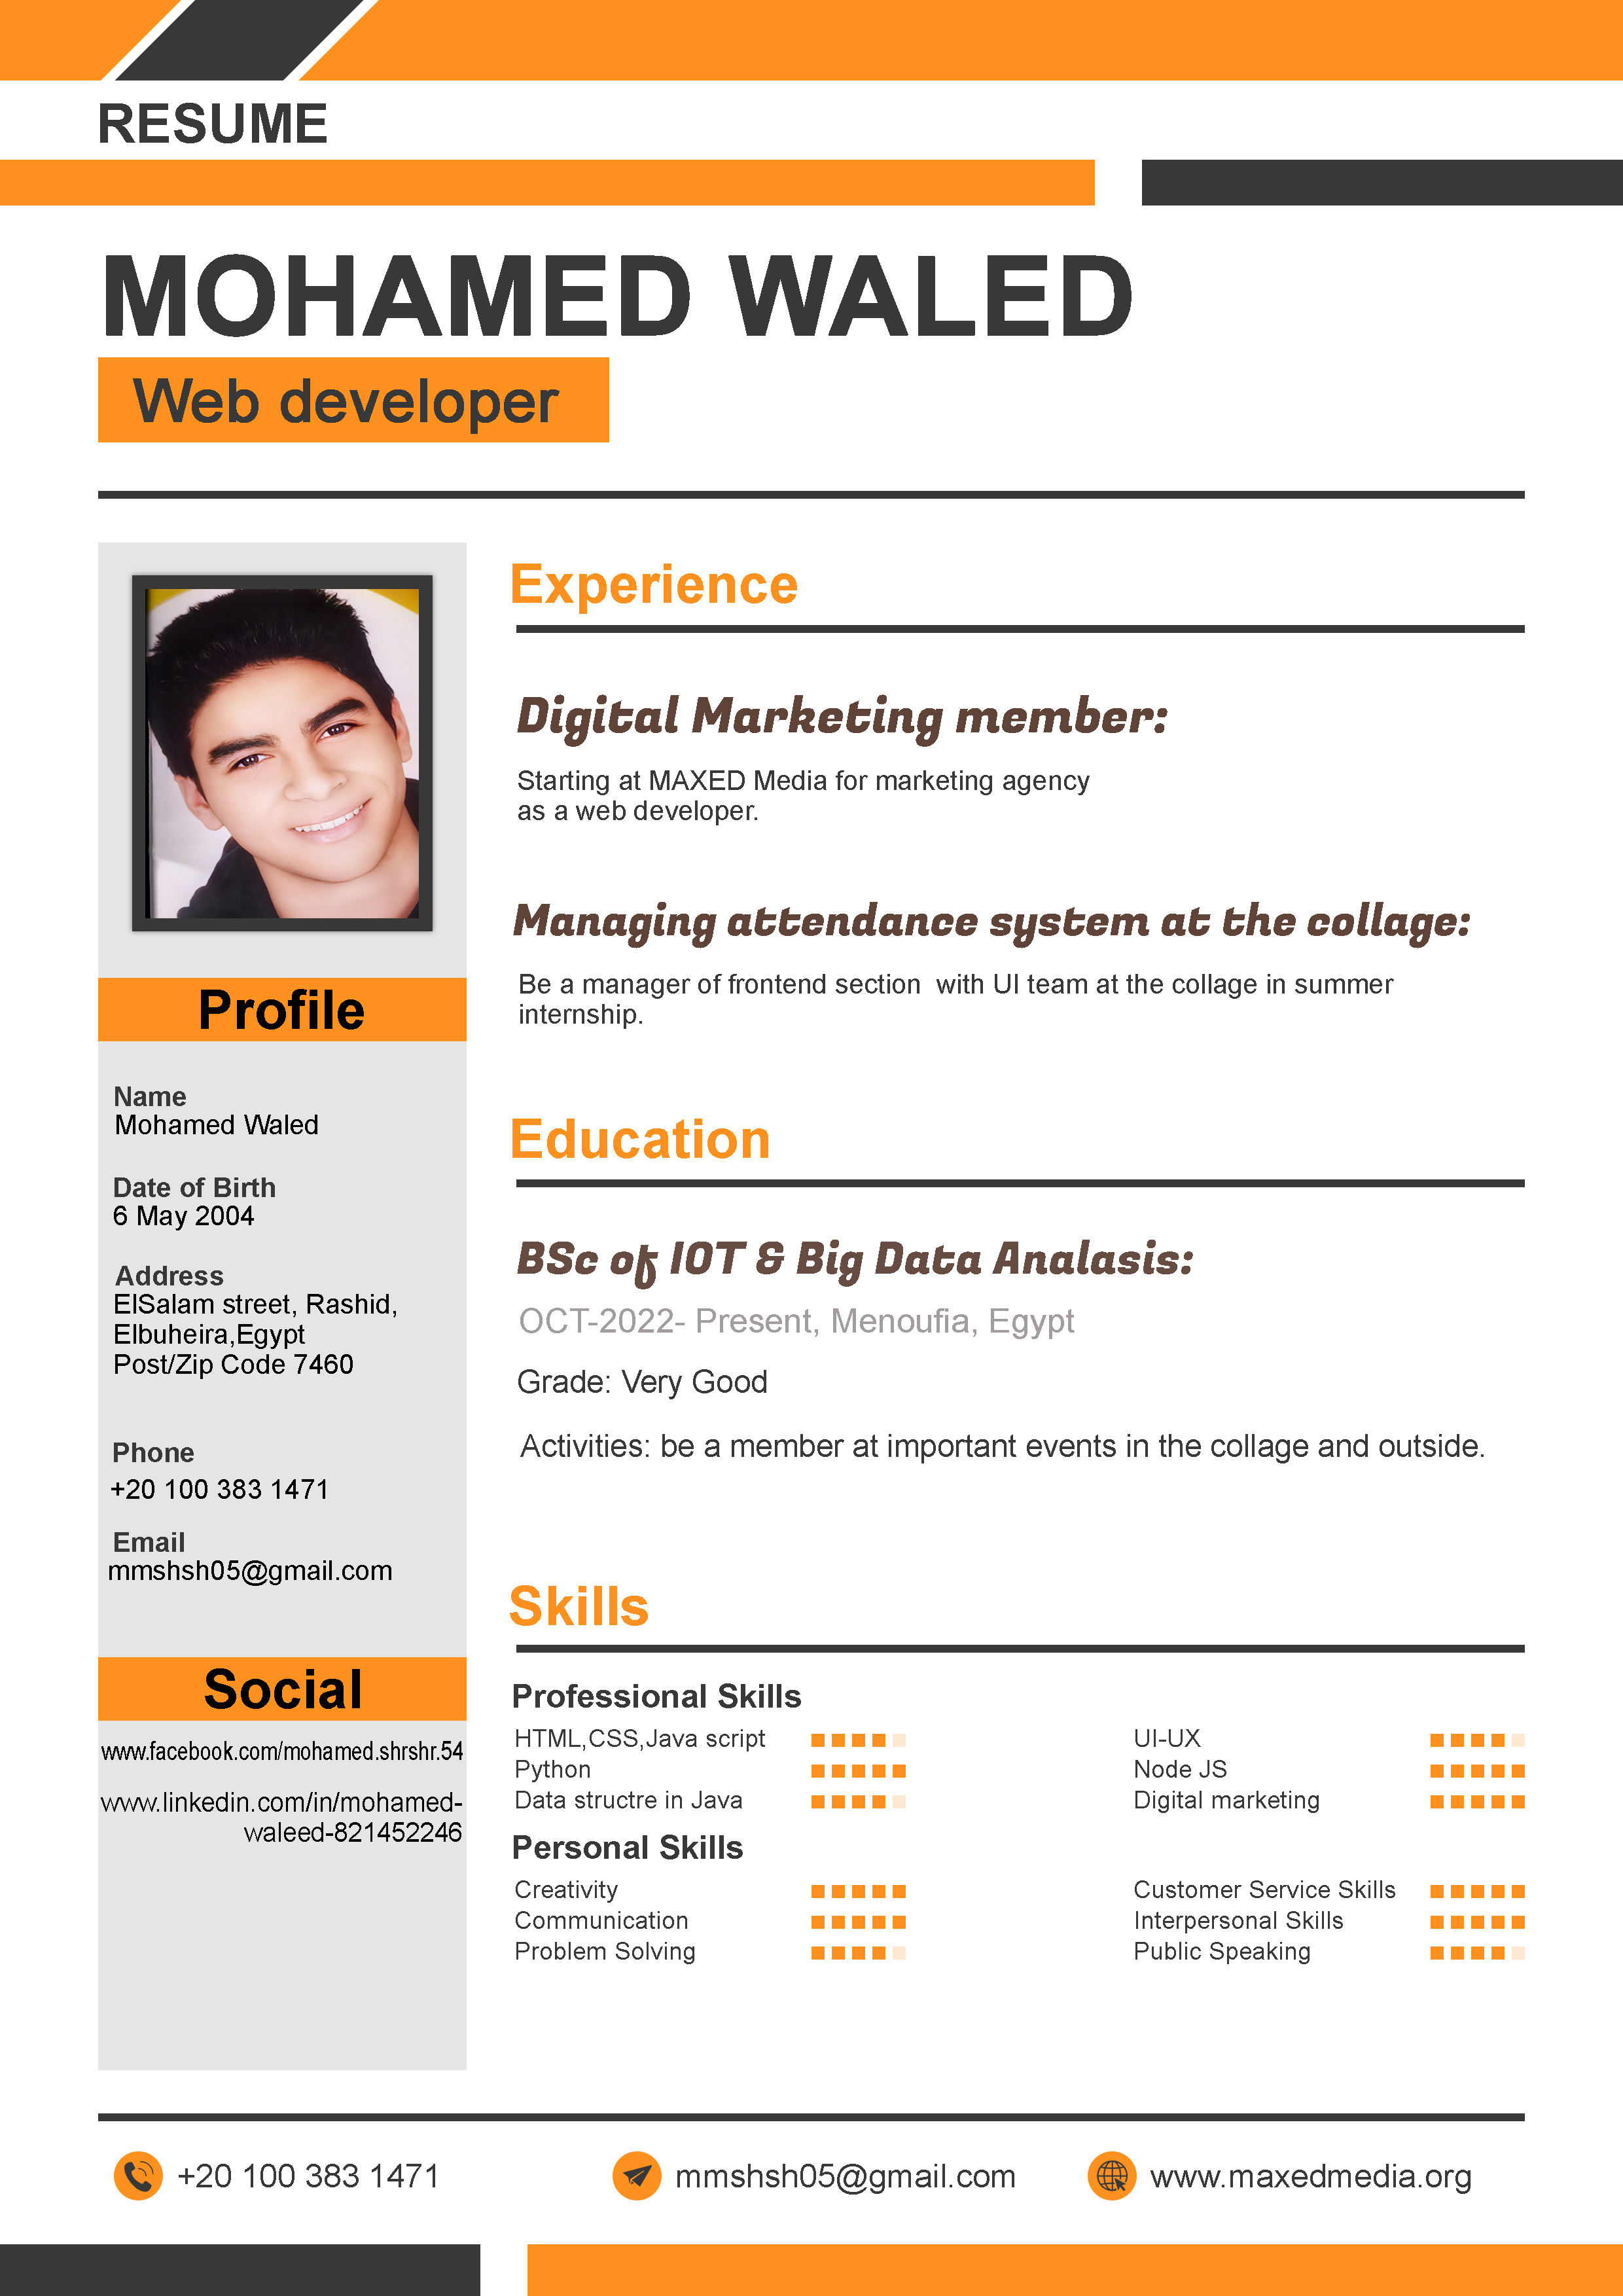 RESUME
MOHAMED WALED
Web developer
Experience
Digital Marketing member:
Starting at MAXED Media for marketing agency
as a web developer.
Managing attendance system at the collage:
Be a manager of frontend section  with UI team at the collage in summer
internship.
Profile
Name
Mohamed Waled
Date of Birth
6 May 2004
Address
ElSalam street, Rashid,
Elbuheira,Egypt
Post/Zip Code 7460
Phone
+20 100 383 1471
Email
mmshsh05@gmail.com
Social
www.facebook.com/mohamed.shrshr.54
www.linkedin.com/in/mohamed-
waleed-821452246
Education
BSc of IOT & Big Data Analasis:
OCT-2022- Present, Menoufia, Egypt
Grade: Very Good
Activities: be a member at important events in the collage and outside.
Skills
Professional Skills
HTML,CSS,Java script
Python
Data structre in Java
UI-UX
Node JS
Digital marketing
Personal Skills
Creativity
Communication
Problem Solving
Customer Service Skills
Interpersonal Skills
Public Speaking
+20 100 383 1471
mmshsh05@gmail.com
www.maxedmedia.org